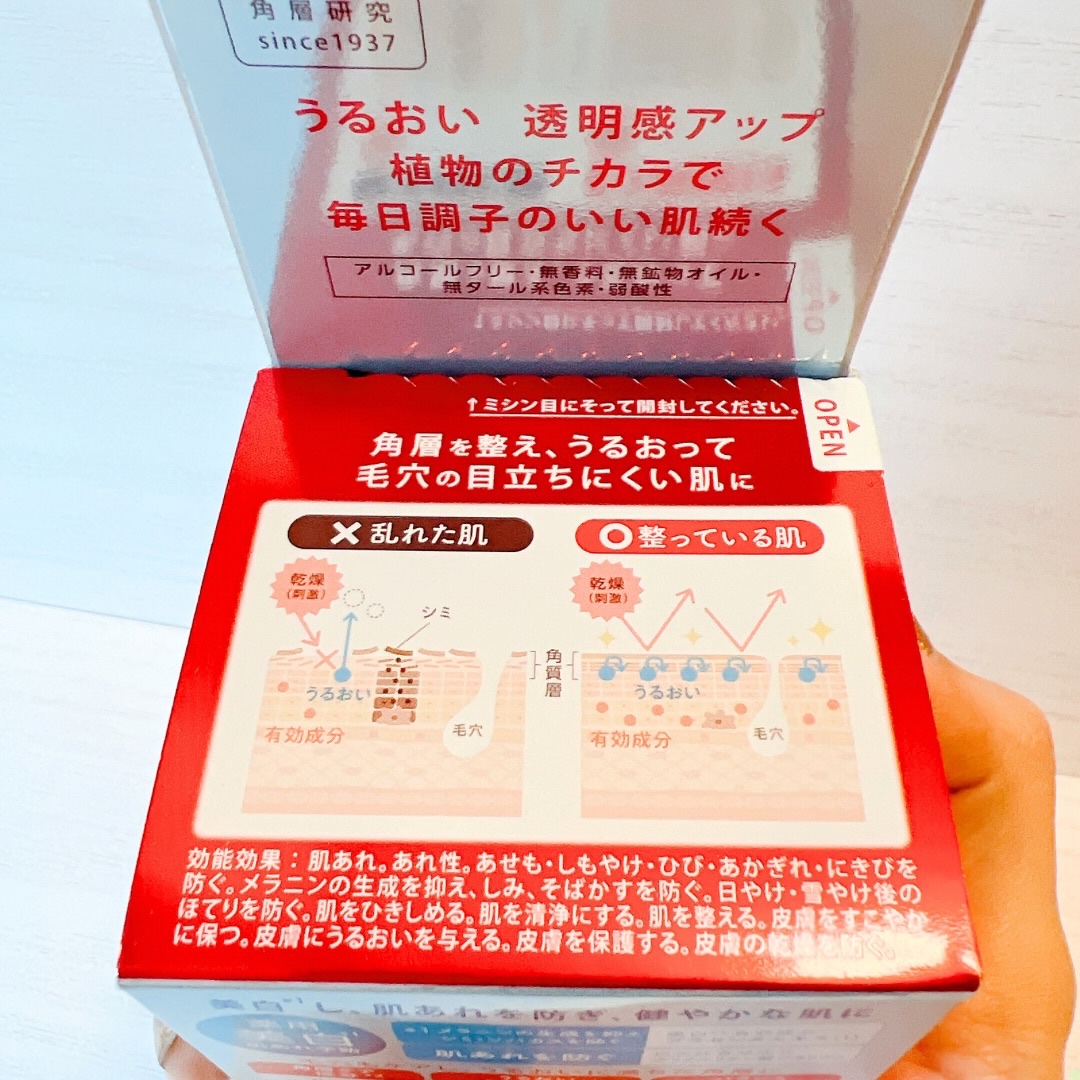 角層研究
since1937
うるおい 透明感アップ
植物のチカラで
毎日調子のいい肌続く
アルコールフリー・無香料・無鉱物オイル・
無タール系色素・弱酸性
↑ミシン目にそって開封してください。
OPEN
角層を整え、うるおって
毛穴の目立ちにくい肌に
×乱れた肌
○整っている肌
乾燥
(刺激)
シミ
うるおい
有効成分
毛穴
角質層
乾燥
(刺激)
うるおい
有効成分
毛穴
効能効果：肌あれ。あれ性。あせも・しもやけ・ひび・あかぎれ・にきびを
防ぐ。メラニンの生成を抑え、しみ、そばかすを防ぐ。日やけ・雪やけ後の
ほてりを防ぐ。肌をひきしめる。肌を清浄にする。肌を整える。皮膚をすこやか
に保つ。皮膚にうるおいを与える。皮膚を保護する。皮膚の乾燥を防ぐ。
美白*1し、肌あれを防ぎ、健やかな肌に
肌あれを防ぐ